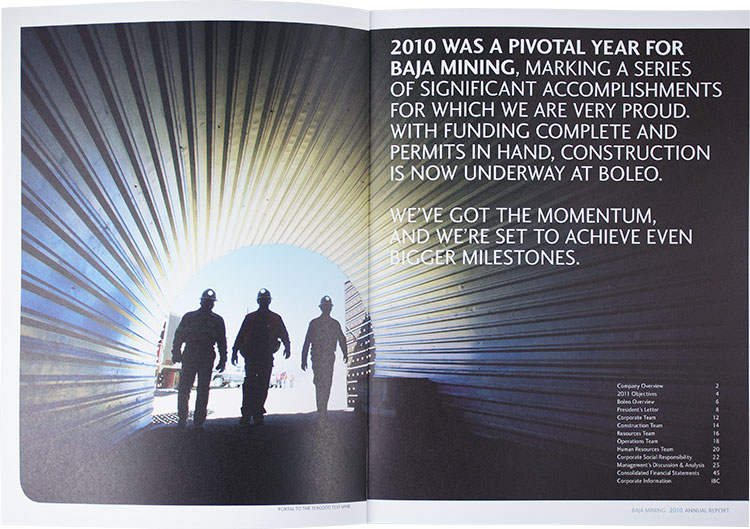 2010 WAS A PIVOTAL YEAR FOR
BAJA MINING, MARKING A SERIES
OF SIGNIFICANT ACCOMPLISHMENTS
FOR WHICH WE ARE VERY PROUD.
WITH FUNDING COMPLETE AND
PERMITS IN HAND, CONSTRUCTION
IS NOW UNDERWAY AT BOLEO.
WE'VE GOT THE MOMENTUM,
AND WE'RE SET TO ACHIEVE EVEN
BIGGER MILESTONES.
Company Overview 2
2011 Objectives 4
Boleo Overview 6
President's Letter 8
Corporate Team 12
Construction Team 14
Resources Team 16
Operations Team 18
Human Resources Team 20
Corporate Social Responsibility 22
Management's Discussion & Analysis 25
Consolidated Financial Statements 45
Corporate Information IBC
PORTAL TO THE TEXCOCO TEST MINE
BAJA MINING 2010 ANNUAL REPORT